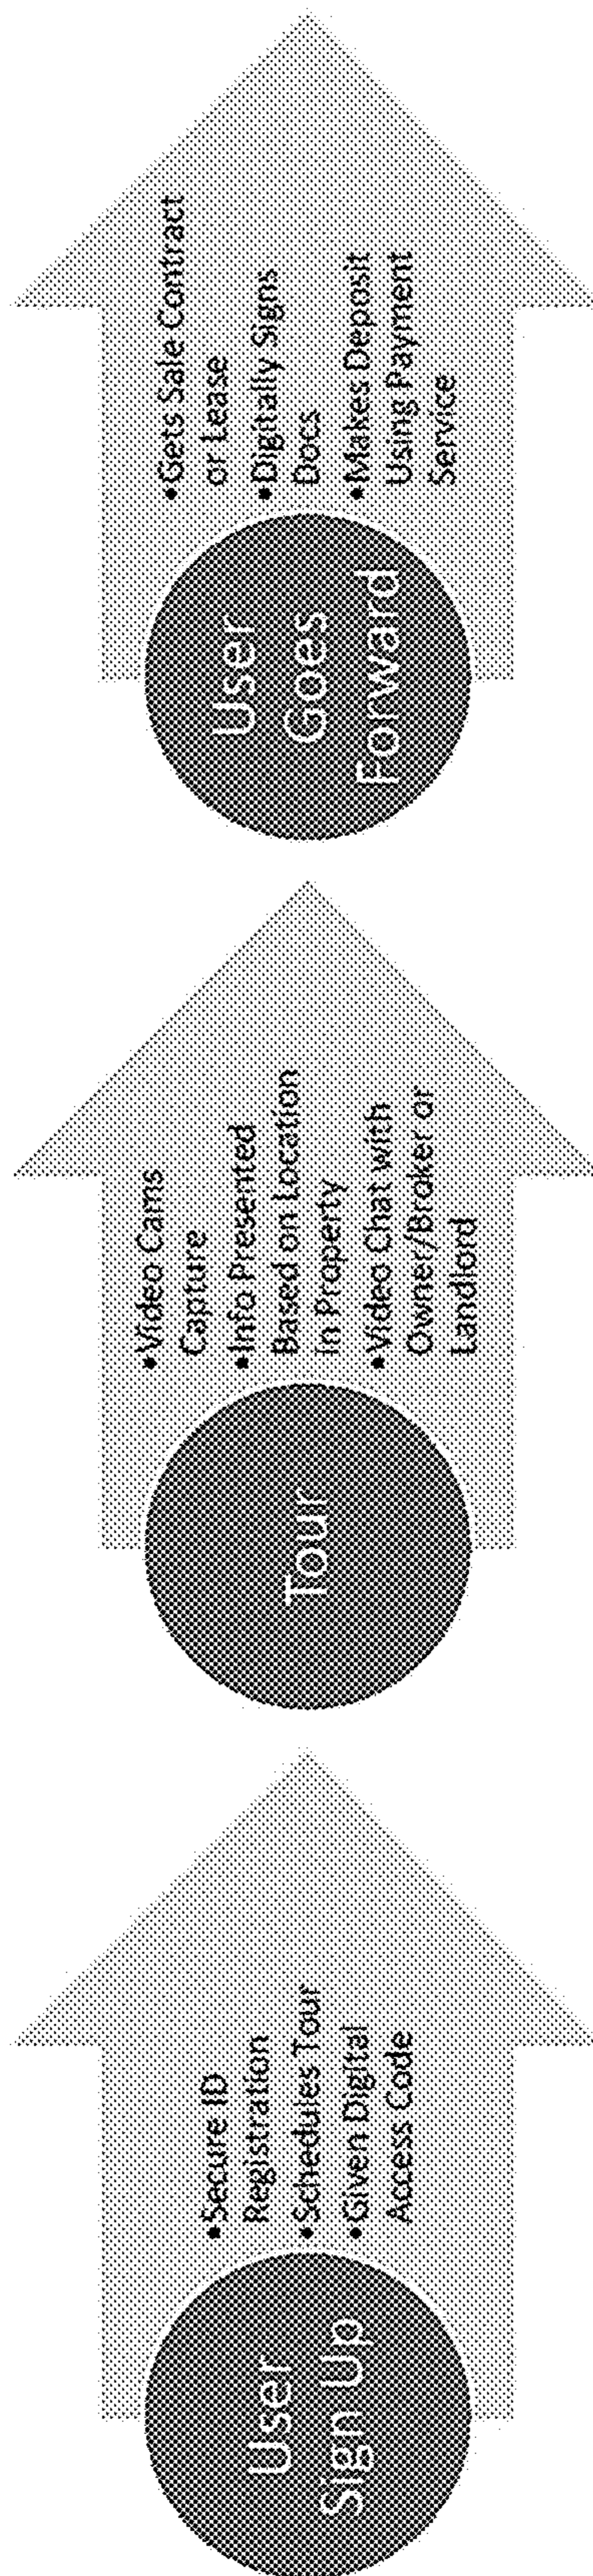 User
Sign Up
•Secure ID
Registration
•Schedules Tour
•Given Digital
Access Code
Tour
•Video Cams
Capture
•Info Presented
Based on Location
in Property
•Video Chat with
Owner/Broker or
Landlord
User
Goes
Forward
•Gets Sale Contract
or Lease
•Digitally Signs
Docs
•Makes Deposit
Using Payment
Service